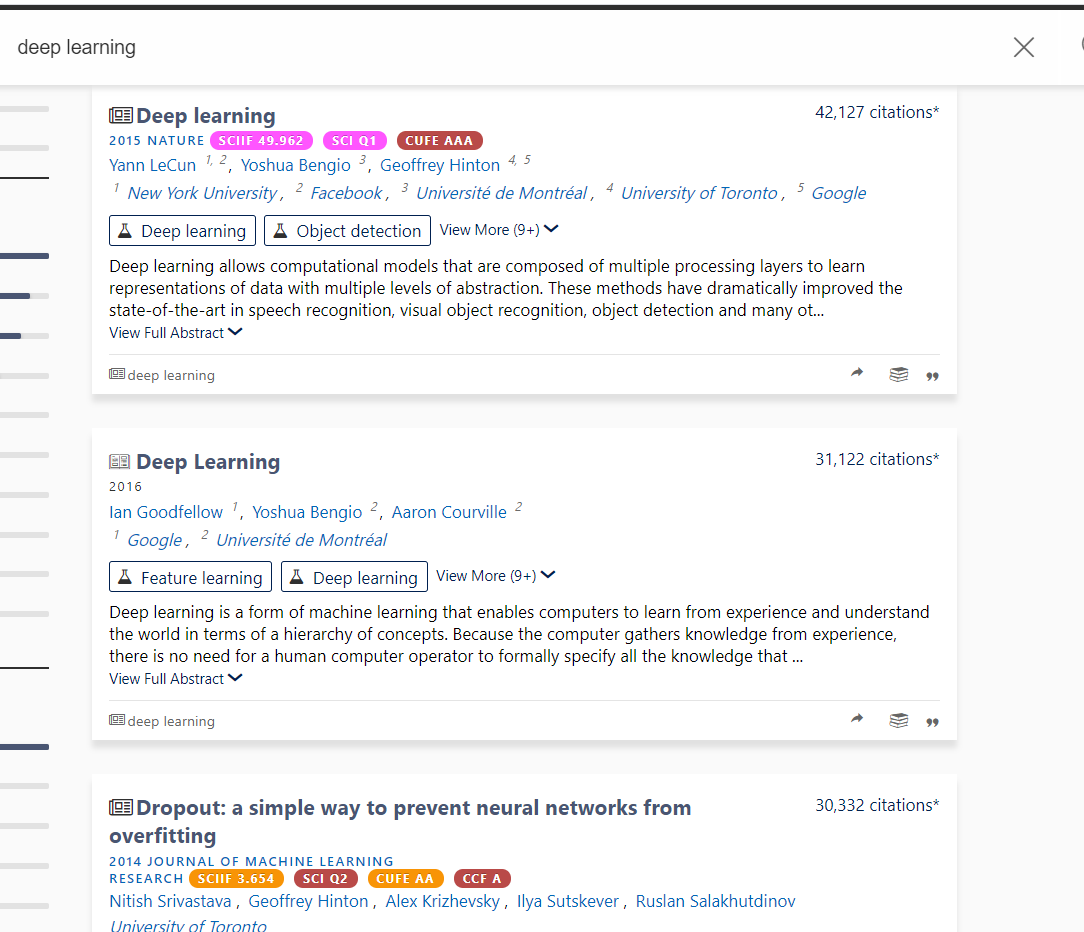 deep learning
Deep learning
42,127 citations*
2015 NATURE SCIIF 49.962 SCI Q1 CUFE AAA
Yann LeCun 1, 2, Yoshua Bengio 3, Geoffrey Hinton 4, 5
1 New York University, 2 Facebook, 3 Université de Montréal, 4 University of Toronto, 5 Google
Deep learning Object detection View More (9+)
Deep learning allows computational models that are composed of multiple processing layers to learn
representations of data with multiple levels of abstraction. These methods have dramatically improved the
state-of-the-art in speech recognition, visual object recognition, object detection and many ot...
View Full Abstract
deep learning
Deep Learning
31,122 citations*
2016
Ian Goodfellow 1, Yoshua Bengio 2, Aaron Courville 2
1 Google, 2 Université de Montréal
Feature learning Deep learning View More (9+)
Deep learning is a form of machine learning that enables computers to learn from experience and understand
the world in terms of a hierarchy of concepts. Because the computer gathers knowledge from experience,
there is no need for a human computer operator to formally specify all the knowledge that ...
View Full Abstract
deep learning
Dropout: a simple way to prevent neural networks from
30,332 citations*
overfitting
2014 JOURNAL OF MACHINE LEARNING
RESEARCH SCIIF 3.654 SCI Q2 CUFE AA CCF A
Nitish Srivastava, Geoffrey Hinton, Alex Krizhevsky, Ilya Sutskever, Ruslan Salakhutdinov
University of Toronto